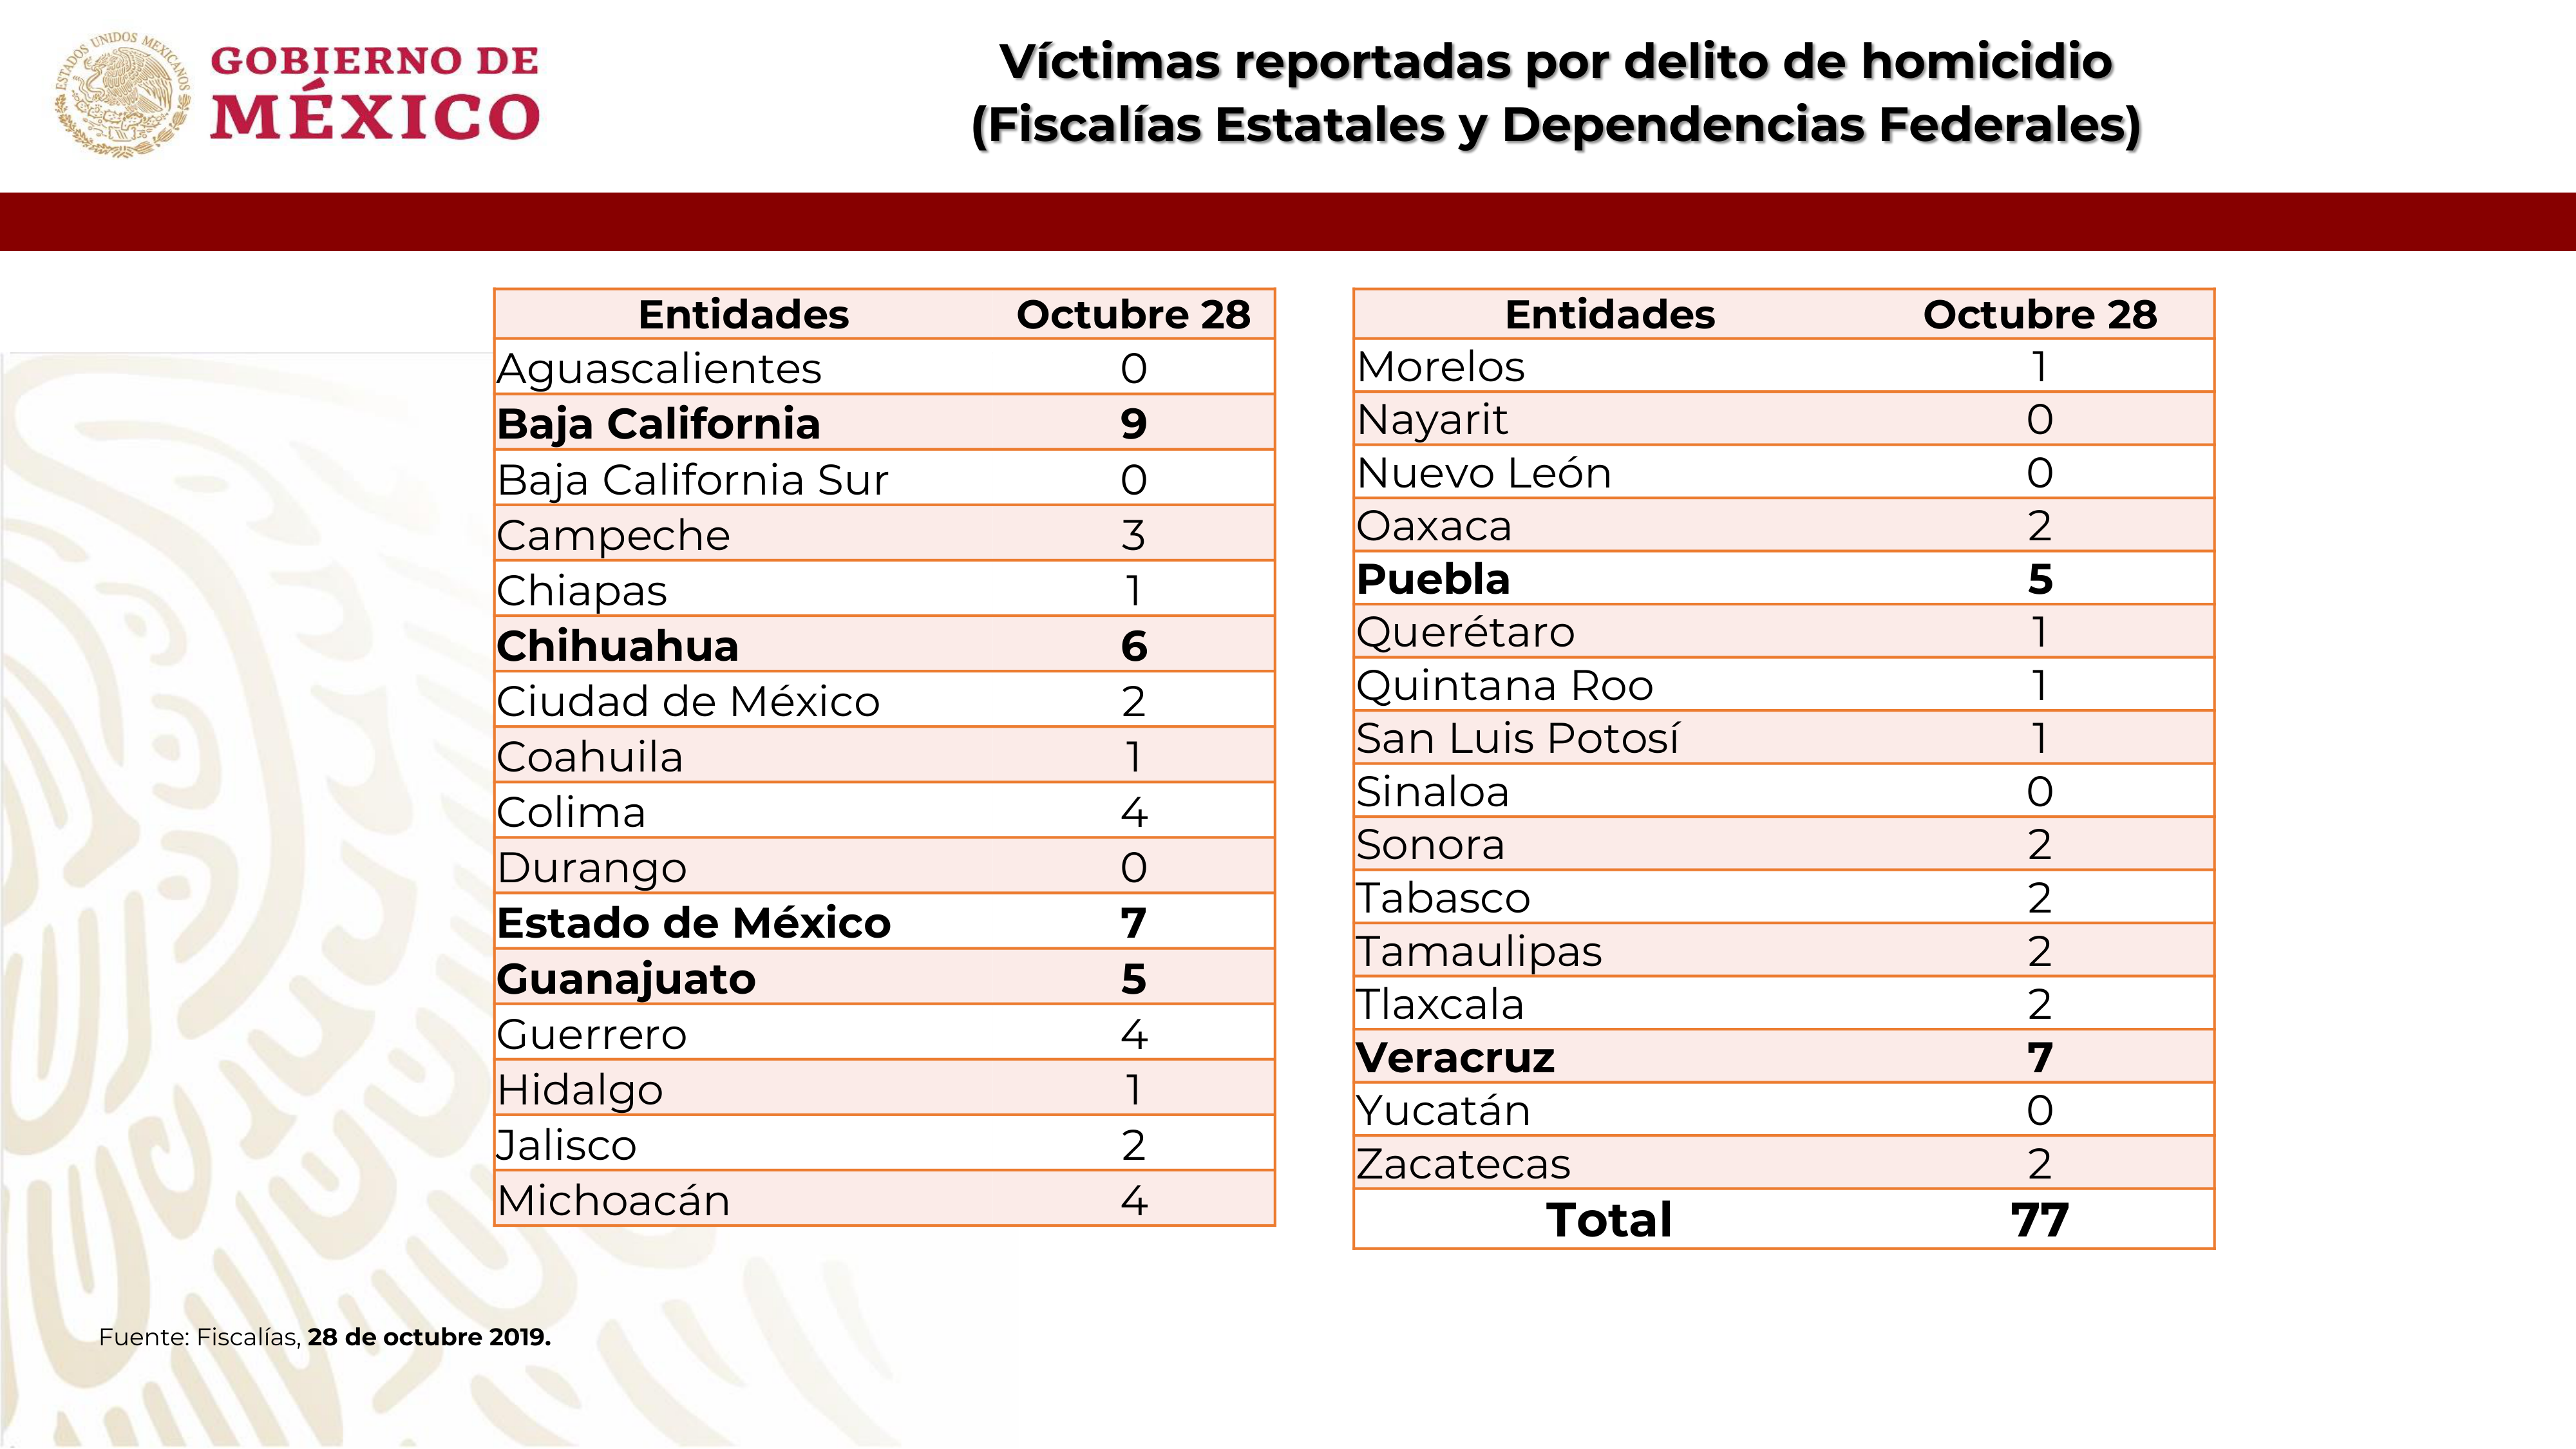 ESTADOS UNIDOS MEXICANOS
GOBIERNO DE
MÉXICO
Víctimas reportadas por delito de homicidio
(Fiscalías Estatales y Dependencias Federales)
Entidades Octubre 28
Aguascalientes 0
Baja California 9
Baja California Sur 0
Campeche 3
Chiapas 1
Chihuahua 6
Ciudad de México 2
Coahuila 1
Colima 4
Durango 0
Estado de México 7
Guanajuato 5
Guerrero 4
Hidalgo 1
Jalisco 2
Michoacán 4
Entidades Octubre 28
Morelos 1
Nayarit 0
Nuevo León 0
Oaxaca 2
Puebla 5
Querétaro 1
Quintana Roo 1
San Luis Potosí 1
Sinaloa 0
Sonora 2
Tabasco 2
Tamaulipas 2
Tlaxcala 2
Veracruz 7
Yucatán 0
Zacatecas 2
Total 77
Fuente: Fiscalías, 28 de octubre 2019.